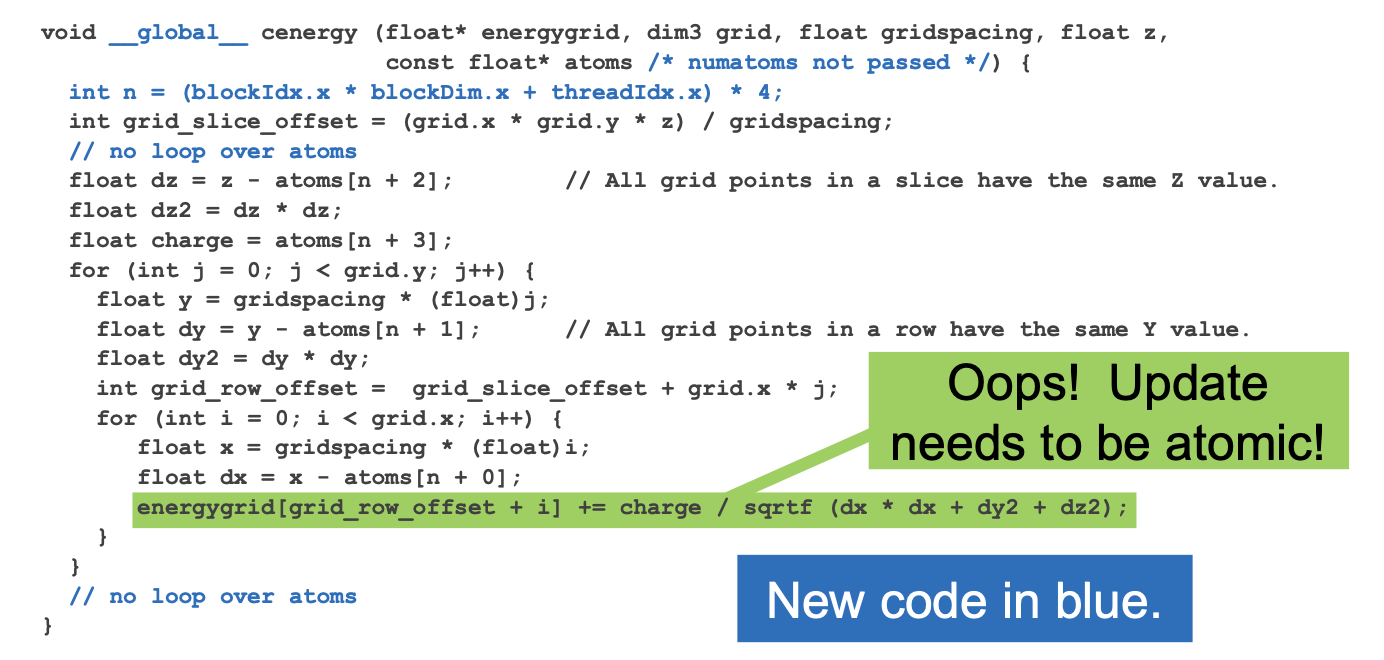 void __global__ cenergy (float* energygrid, dim3 grid, float gridspacing, float z,
const float* atoms /* numatoms not passed */) {
int n = (blockIdx.x * blockDim.x + threadIdx.x) * 4;
int grid_slice_offset = (grid.x * grid.y * z) / gridspacing;
// no loop over atoms
float dz = z - atoms[n + 2]; // All grid points in a slice have the same Z value.
float dz2 = dz * dz;
float charge = atoms[n + 3];
for (int j = 0; j < grid.y; j++) {
float y = gridspacing * (float)j;
float dy = y - atoms[n + 1]; // All grid points in a row have the same Y value.
float dy2 = dy * dy;
int grid_row_offset = grid_slice_offset + grid.x * j;
for (int i = 0; i < grid.x; i++) {
float x = gridspacing * (float)i;
float dx = x - atoms[n + 0];
energygrid[grid_row_offset + i] += charge / sqrtf (dx * dx + dy2 + dz2);
}
}
// no loop over atoms
}
Oops! Update
needs to be atomic!
New code in blue.